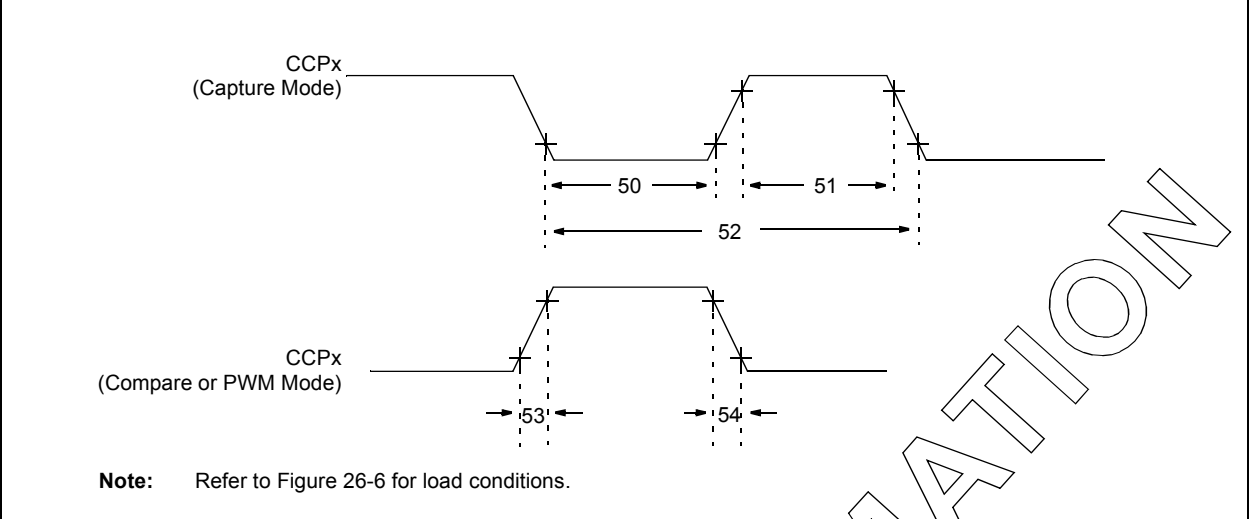 CCPx
(Capture Mode)
50
51
52
CCPx
(Compare or PWM Mode)
53
54
Note: Refer to Figure 26-6 for load conditions.
MATION